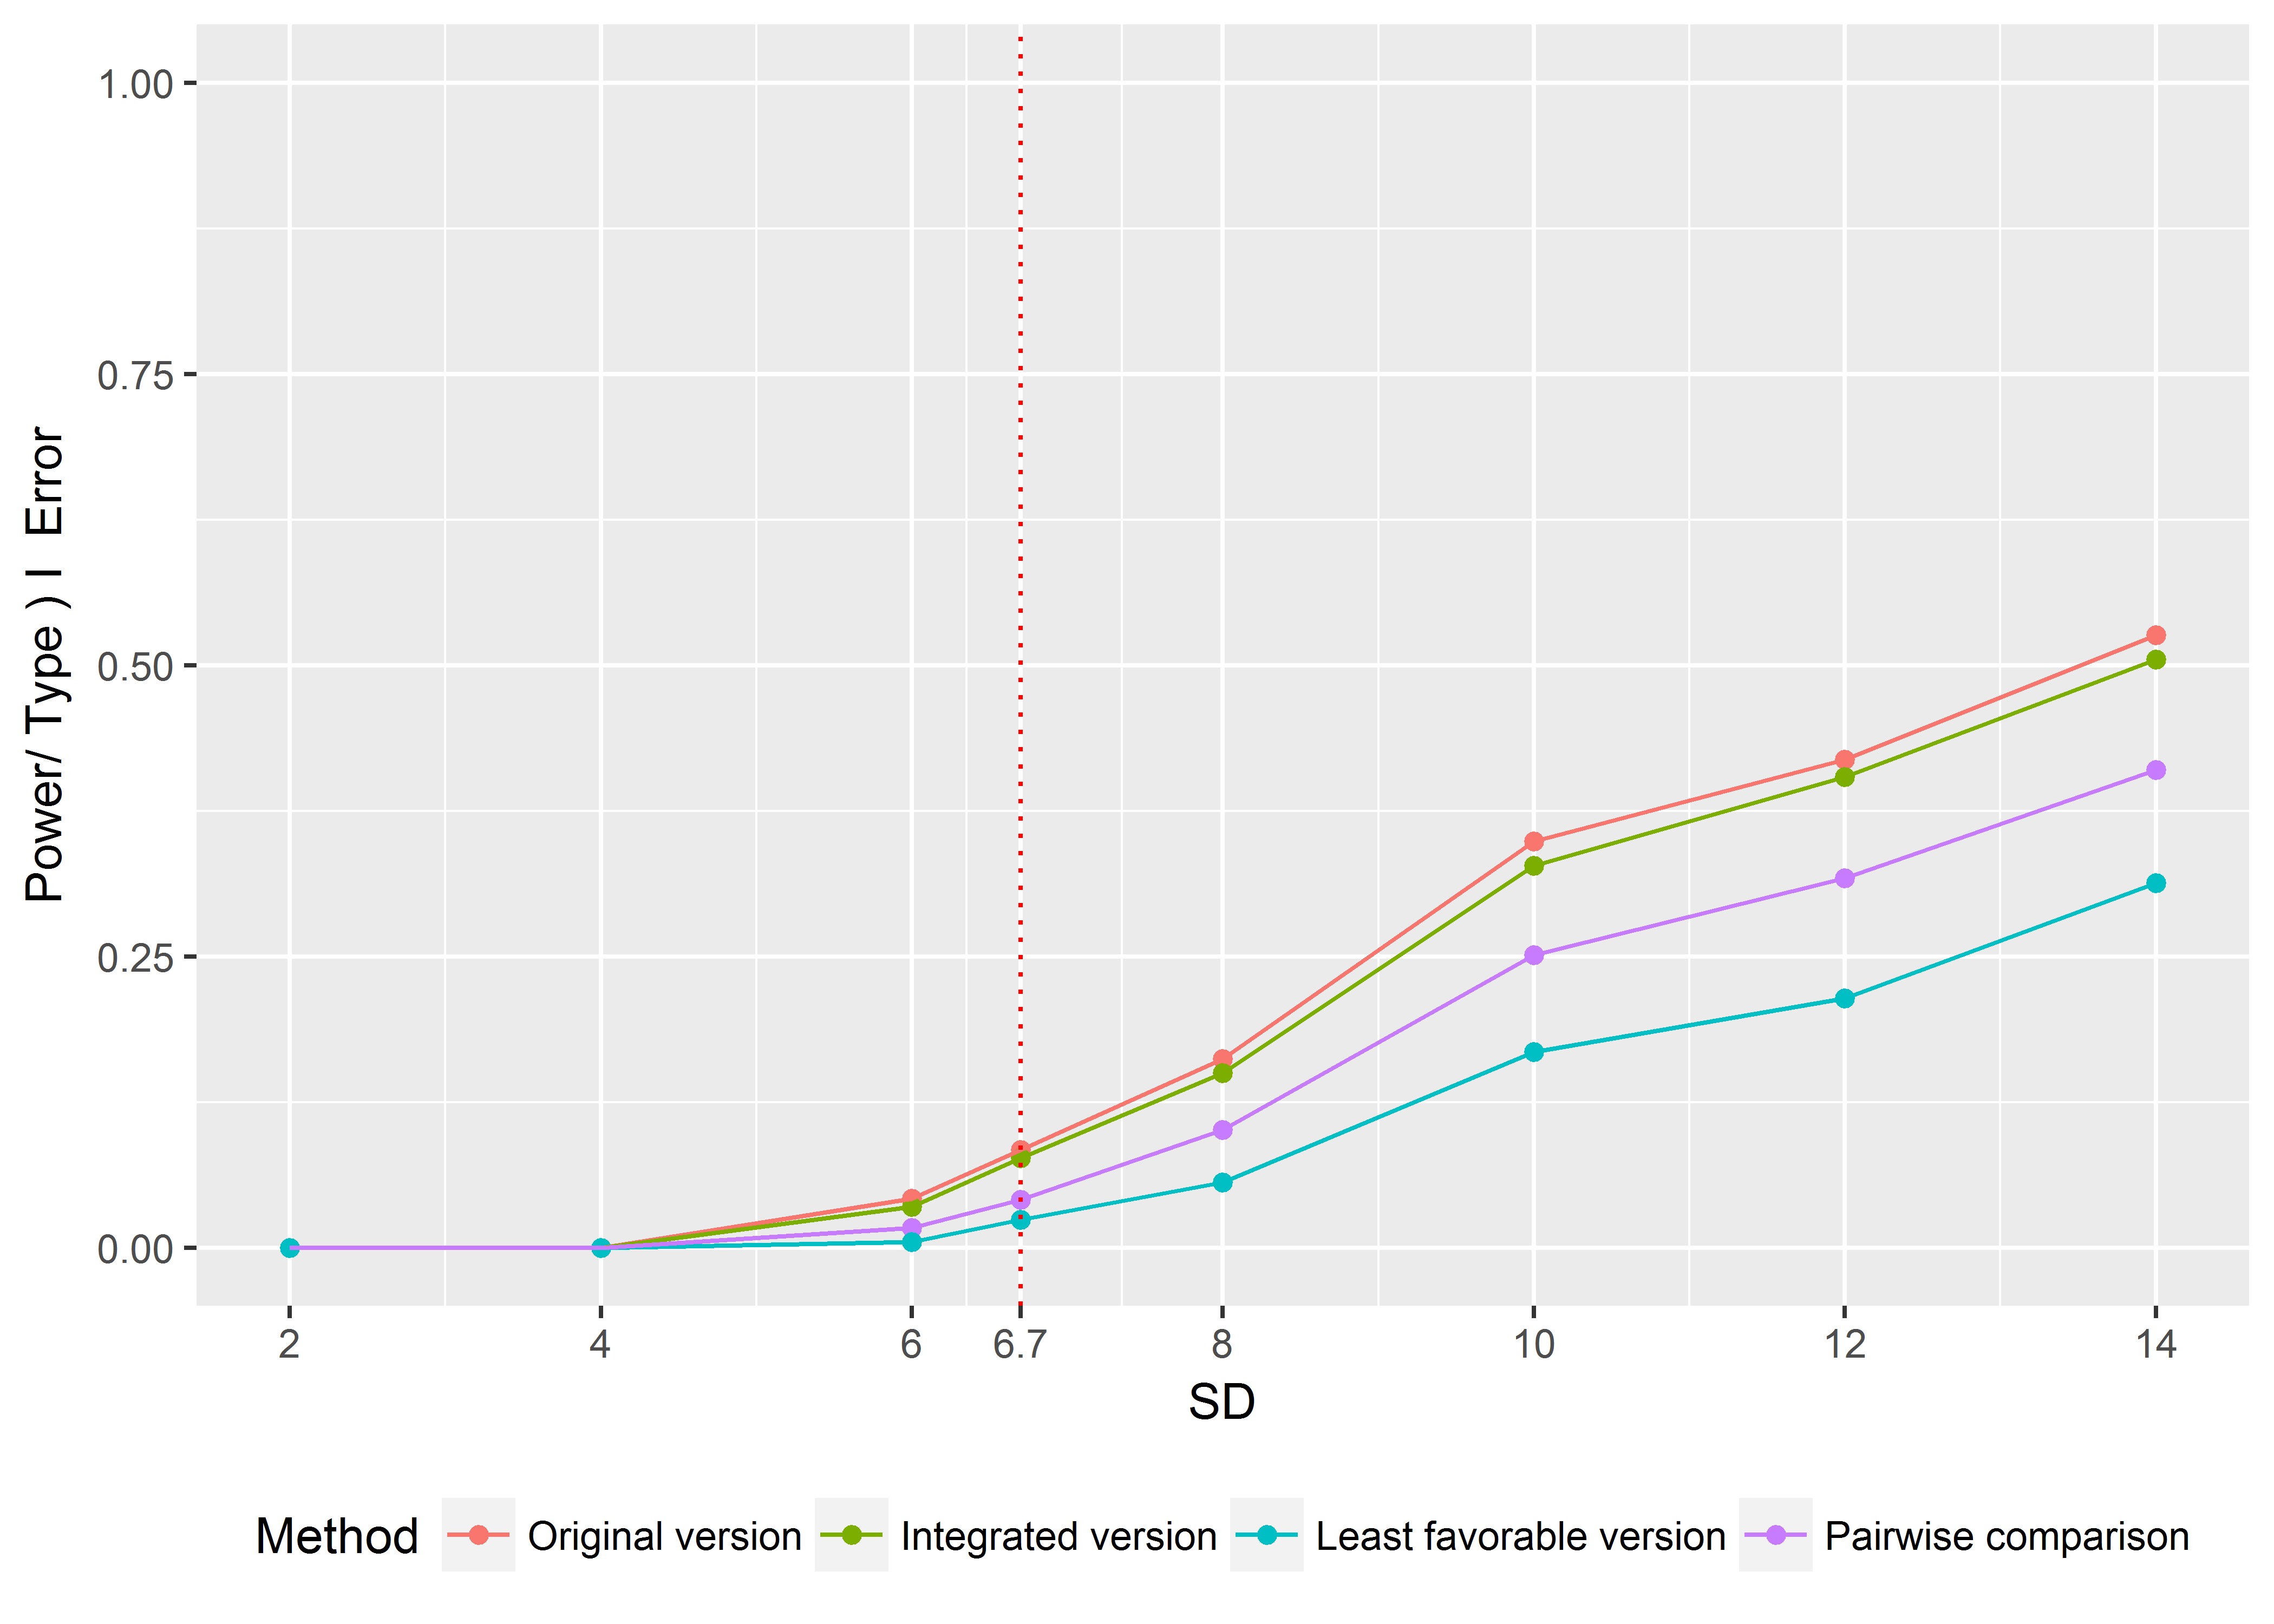 1.00
0.75
0.50
0.25
0.00
Power/ Type ) I Error
2 4 6 6.7 8 10 12 14
SD
Method Original version Integrated version Least favorable version Pairwise comparison